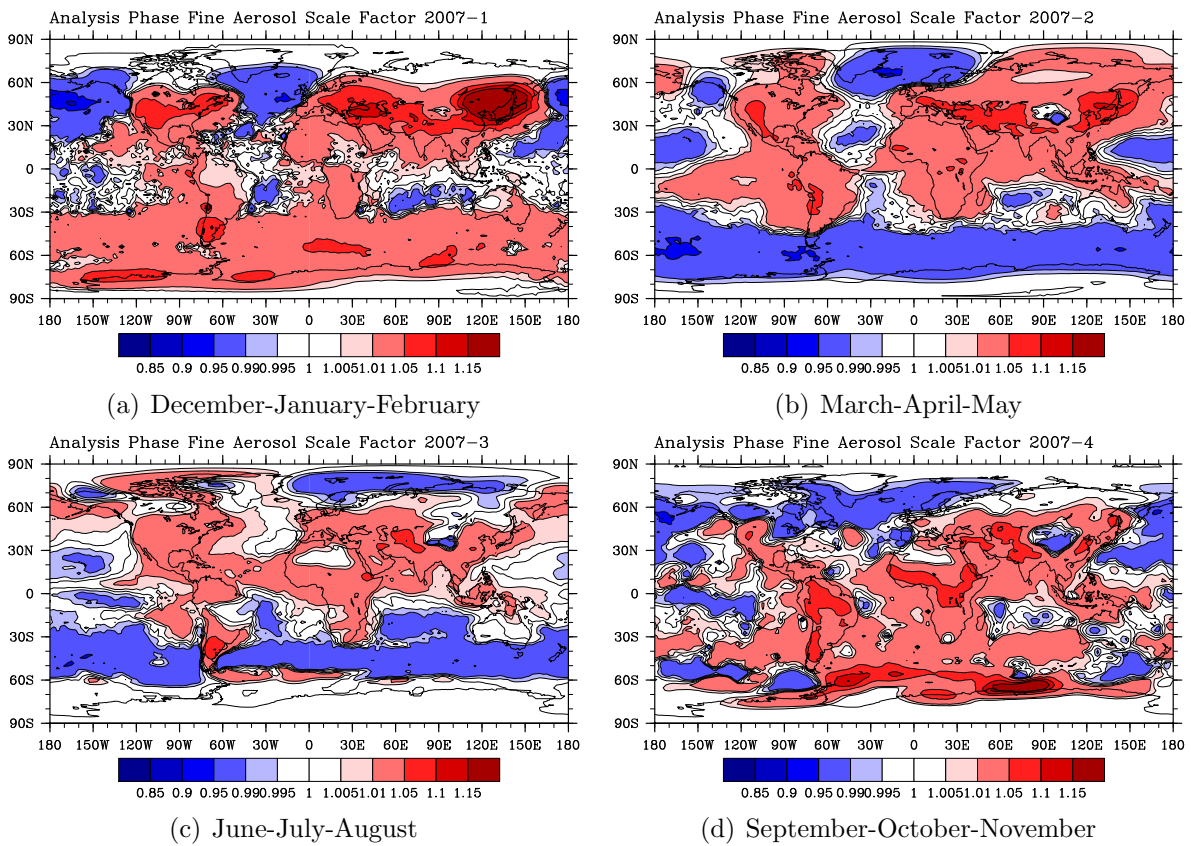 Analysis Phase Fine Aerosol Scale Factor 2007-1
90N
60N
30N
0
30S
60S
90S
180 150W 120W 90W 60W 30W 0 30E 60E 90E 120E 150E 180
0.85 0.9 0.95 0.99 0.995 1 1.005 1.01 1.05 1.1 1.15
(a) December-January-February
Analysis Phase Fine Aerosol Scale Factor 2007-2
90N
60N
30N
0
30S
60S
90S
180 150W 120W 90W 60W 30W 0 30E 60E 90E 120E 150E 180
0.85 0.9 0.95 0.99 0.995 1 1.005 1.01 1.05 1.1 1.15
(b) March-April-May
Analysis Phase Fine Aerosol Scale Factor 2007-3
90N
60N
30N
0
30S
60S
90S
180 150W 120W 90W 60W 30W 0 30E 60E 90E 120E 150E 180
0.85 0.9 0.95 0.99 0.995 1 1.005 1.01 1.05 1.1 1.15
(c) June-July-August
Analysis Phase Fine Aerosol Scale Factor 2007-4
90N
60N
30N
0
30S
60S
90S
180 150W 120W 90W 60W 30W 0 30E 60E 90E 120E 150E 180
0.85 0.9 0.95 0.99 0.995 1 1.005 1.01 1.05 1.1 1.15
(d) September-October-November